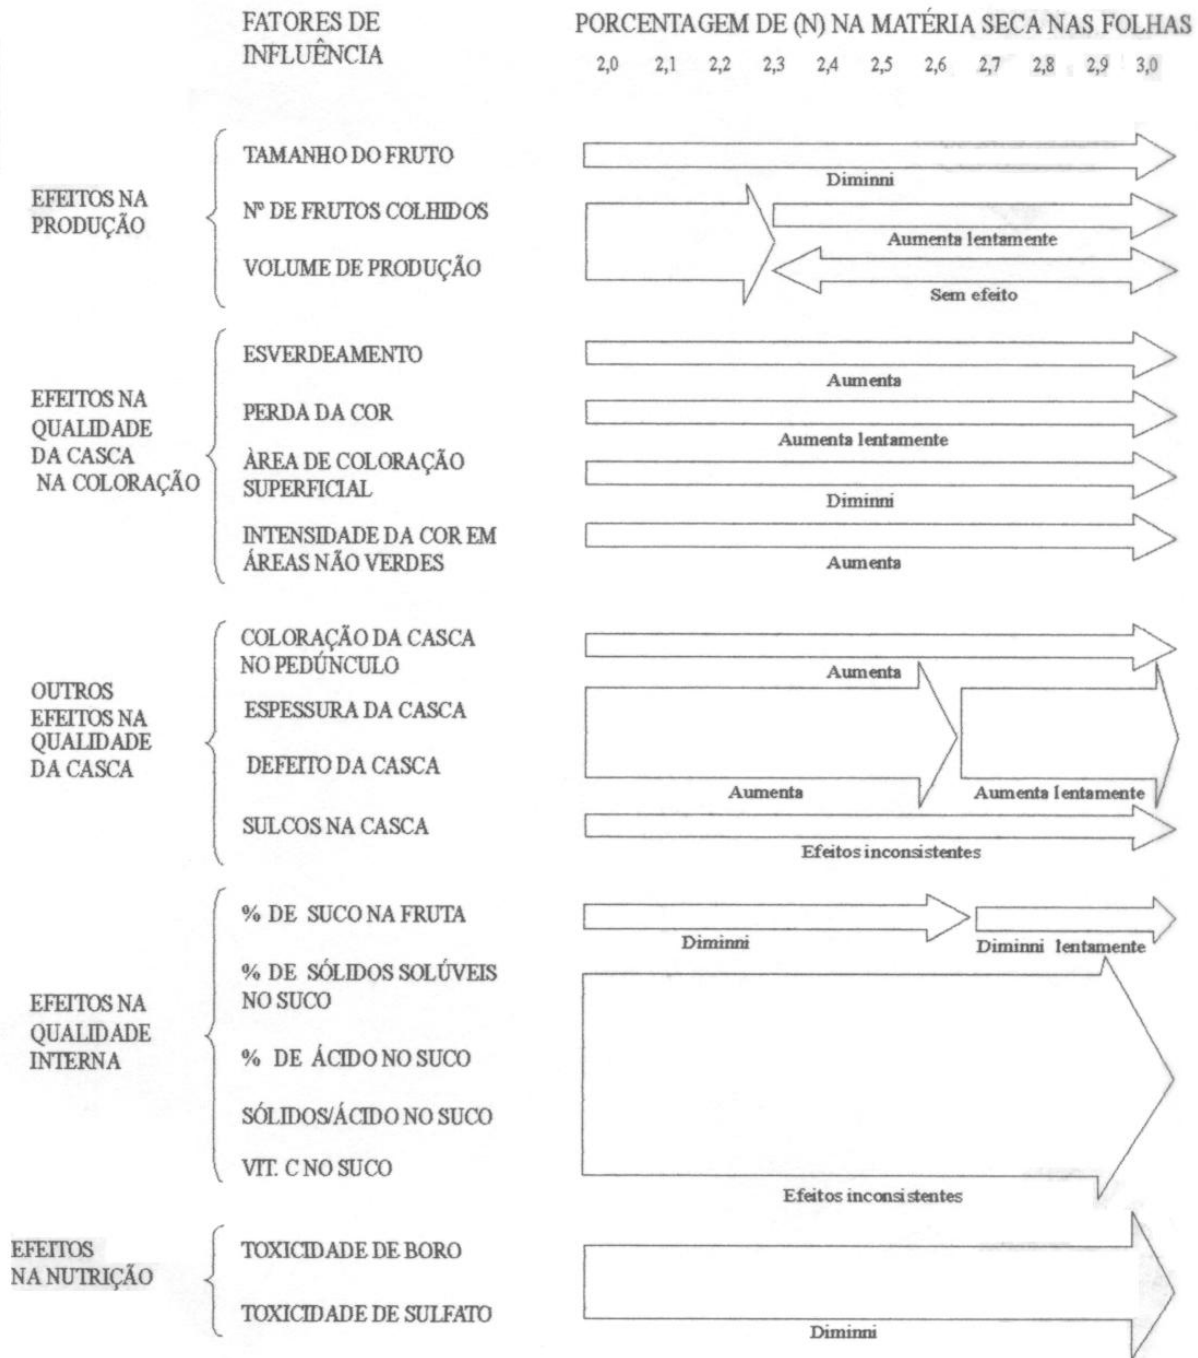 FATORES DE
INFLUÊNCIA
PORCENTAGEM DE (N) NA MATÉRIA SECA NAS FOLHAS
2,0 2,1 2,2 2,3 2,4 2,5 2,6 2,7 2,8 2,9 3,0
EFEITOS NA
PRODUÇÃO
TAMANHO DO FRUTO
Diminni
Nº DE FRUTOS COLHIDOS
Aumenta lentamente
VOLUME DE PRODUÇÃO
Sem efeito
EFEITOS NA
QUALIDADE
DA CASCA
NA COLORAÇÃO
ESVERDEAMENTO
Aumenta
PERDA DA COR
Aumenta lentamente
ÀREA DE COLORAÇÃO
SUPERFICIAL
Diminni
INTENSIDADE DA COR EM
ÁREAS NÃO VERDES
Aumenta
OUTROS
EFEITOS NA
QUALIDADE
DA CASCA
COLORAÇÃO DA CASCA
NO PEDÚNCULO
Aumenta
ESPESSURA DA CASCA
DEFEITO DA CASCA
Aumenta
Aumenta lentamente
SULCOS NA CASCA
Efeitos inconsistentes
EFEITOS NA
QUALIDADE
INTERNA
% DE SUCO NA FRUTA
Diminni
Diminni lentamente
% DE SÓLIDOS SOLÚVEIS
NO SUCO
% DE ÁCIDO NO SUCO
SÓLIDOS/ÁCIDO NO SUCO
VIT. C NO SUCO
Efeitos inconsistentes
EFEITOS
NA NUTRIÇÃO
TOXICIDADE DE BORO
TOXICIDADE DE SULFATO
Diminni